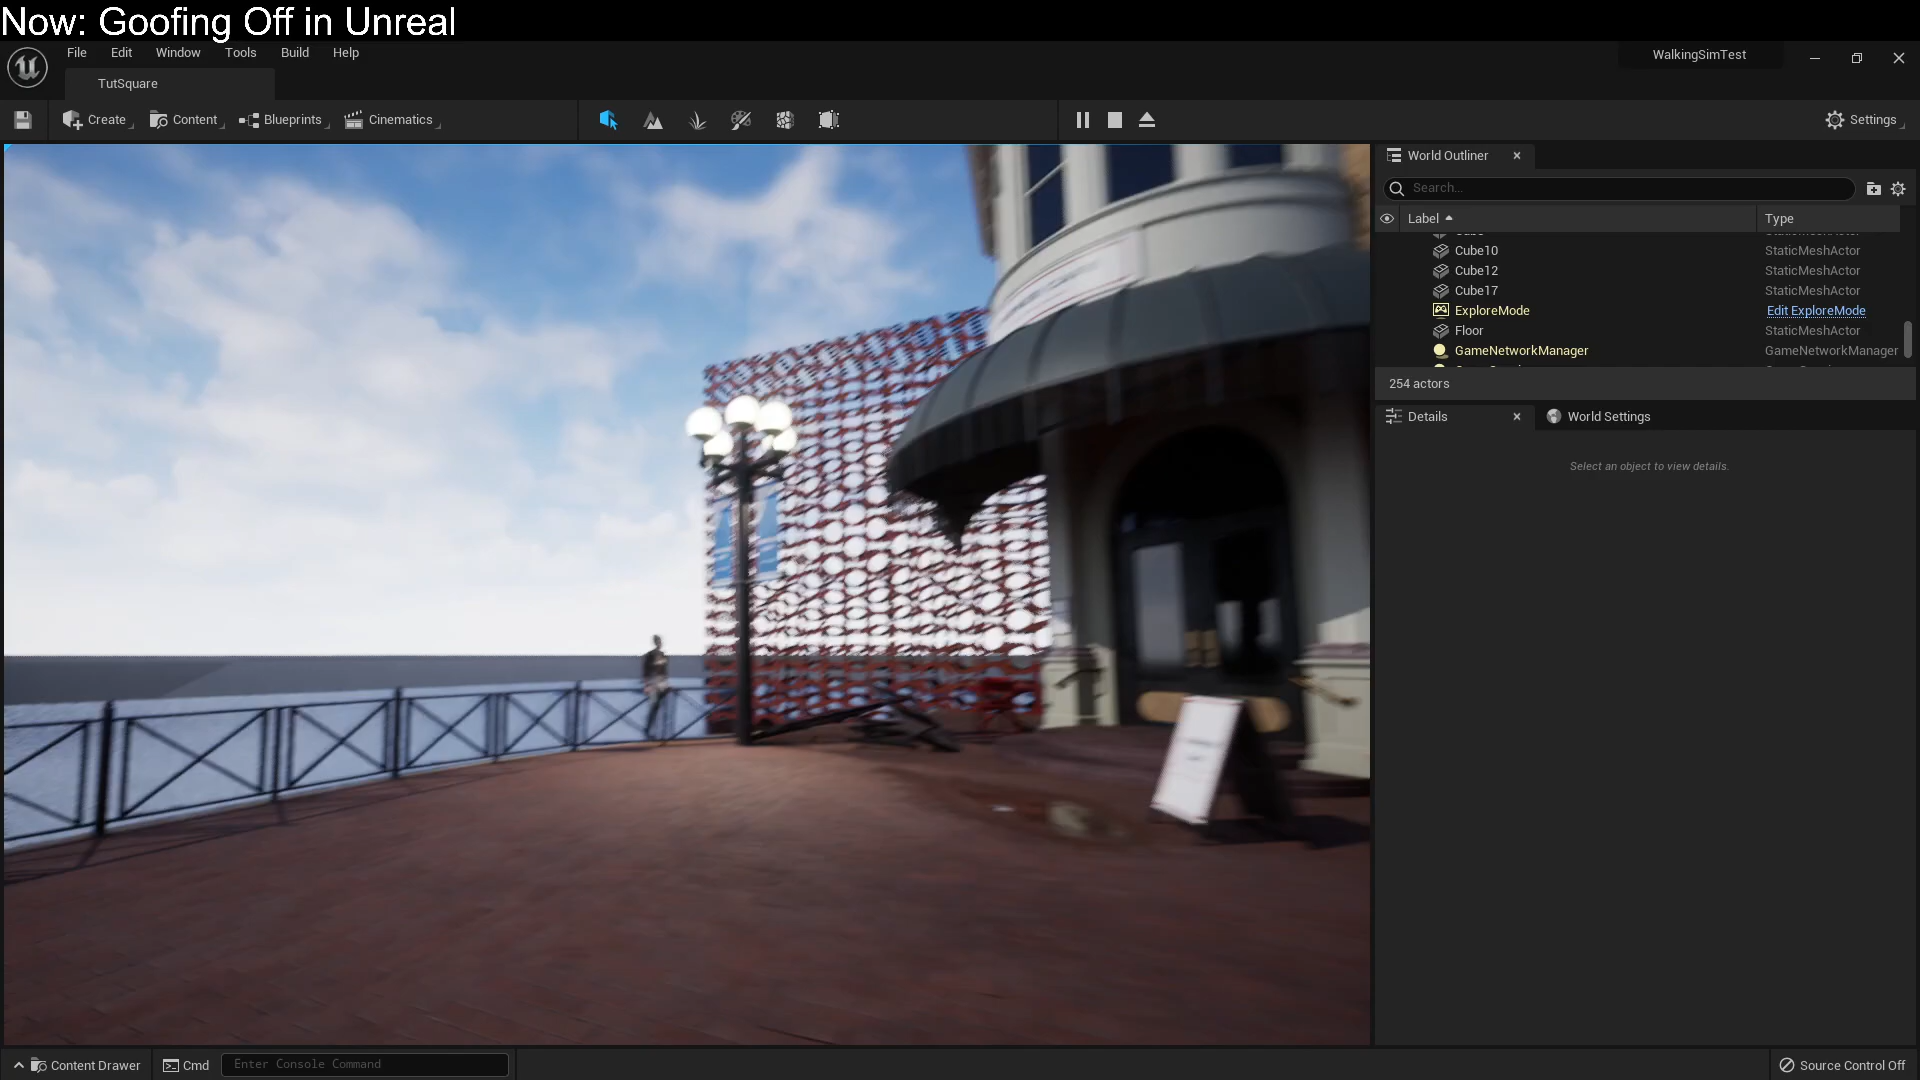 Now: Goofing Off in Unreal
File Edit Window Tools Build Help
WalkingSimTest
TutSquare
Create Content Blueprints Cinematics Settings
World Outliner
Search...
Label Type
Cube10 StaticMeshActor
Cube12 StaticMeshActor
Cube17 StaticMeshActor
ExploreMode Edit ExploreMode
Floor StaticMeshActor
GameNetworkManager GameNetworkManager
254 actors
Details World Settings
Select an object to view details.
Content Drawer Cmd Enter Console Command Source Control Off